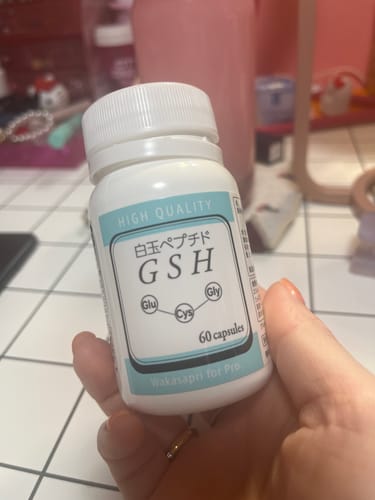 HIGH QUALITY
白玉ペプチド
GSH
Glu
Cys
Gly
60 capsules
Wakasapri for Pro.